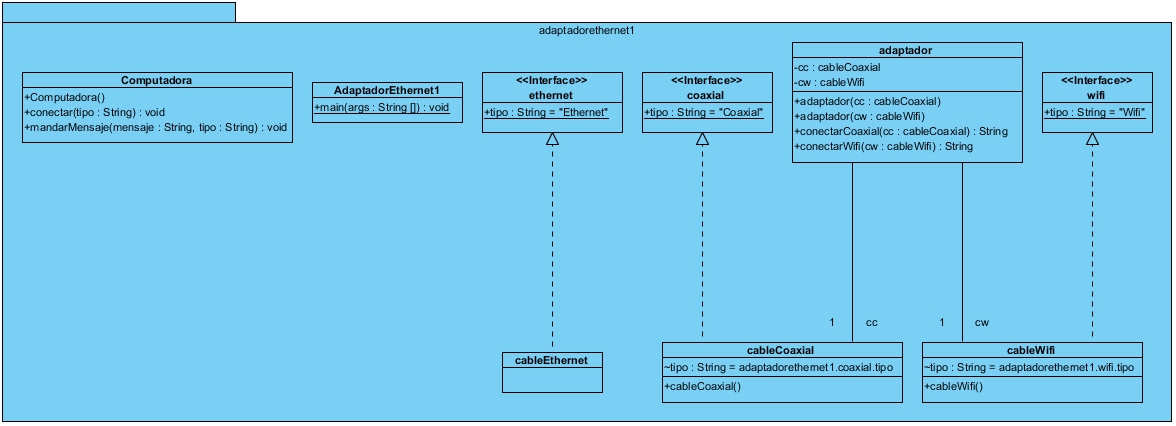 adaptadorethernet1
Computadora
+Computadora()
+conectar(tipo : String) : void
+mandarMensaje(mensaje : String, tipo : String) : void
AdaptadorEthernet1
+main(args : String []) : void
<<Interface>>
ethernet
+tipo : String = "Ethernet"
<<Interface>>
coaxial
+tipo : String = "Coaxial"
adaptador
-cc : cableCoaxial
-cw : cableWifi
+adaptador(cc : cableCoaxial)
+adaptador(cw : cableWifi)
+conectarCoaxial(cc : cableCoaxial) : String
+conectarWifi(cw : cableWifi) : String
<<Interface>>
wifi
+tipo : String = "Wifi"
1 cc
1 cw
cableEthernet
cableCoaxial
~tipo : String = adaptadorethernet1.coaxial.tipo
+cableCoaxial()
cableWifi
~tipo : String = adaptadorethernet1.wifi.tipo
+cableWifi()